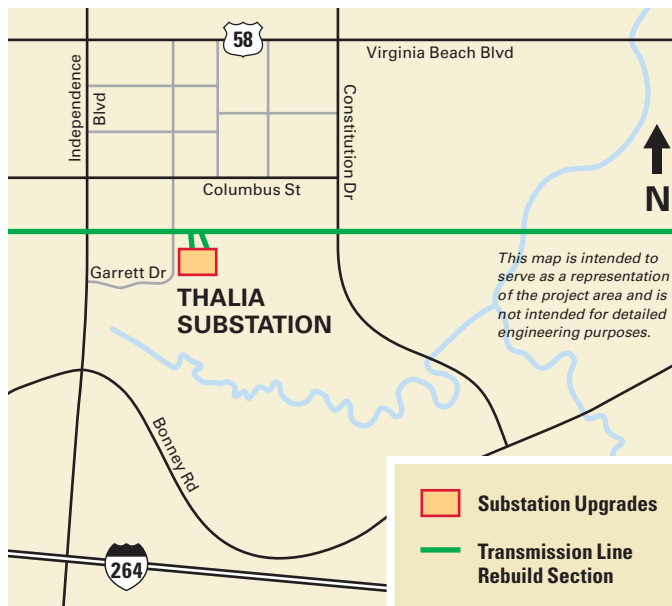 58
Virginia Beach Blvd
Independence
Blvd
Constitution Dr
Columbus St
N
Garrett Dr
THALIA
SUBSTATION
This map is intended to
serve as a representation
of the project area and is
not intended for detailed
engineering purposes.
Bonney Rd
264
Substation Upgrades
Transmission Line
Rebuild Section